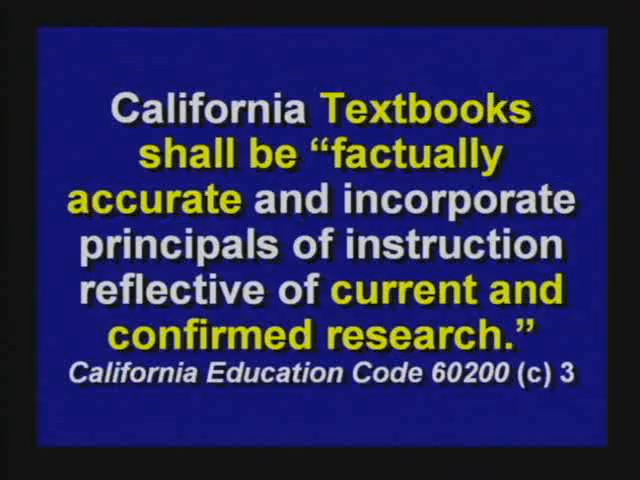 California Textbooks
shall be “factually
accurate and incorporate
principals of instruction
reflective of current and
confirmed research.”
California Education Code 60200 (c) 3